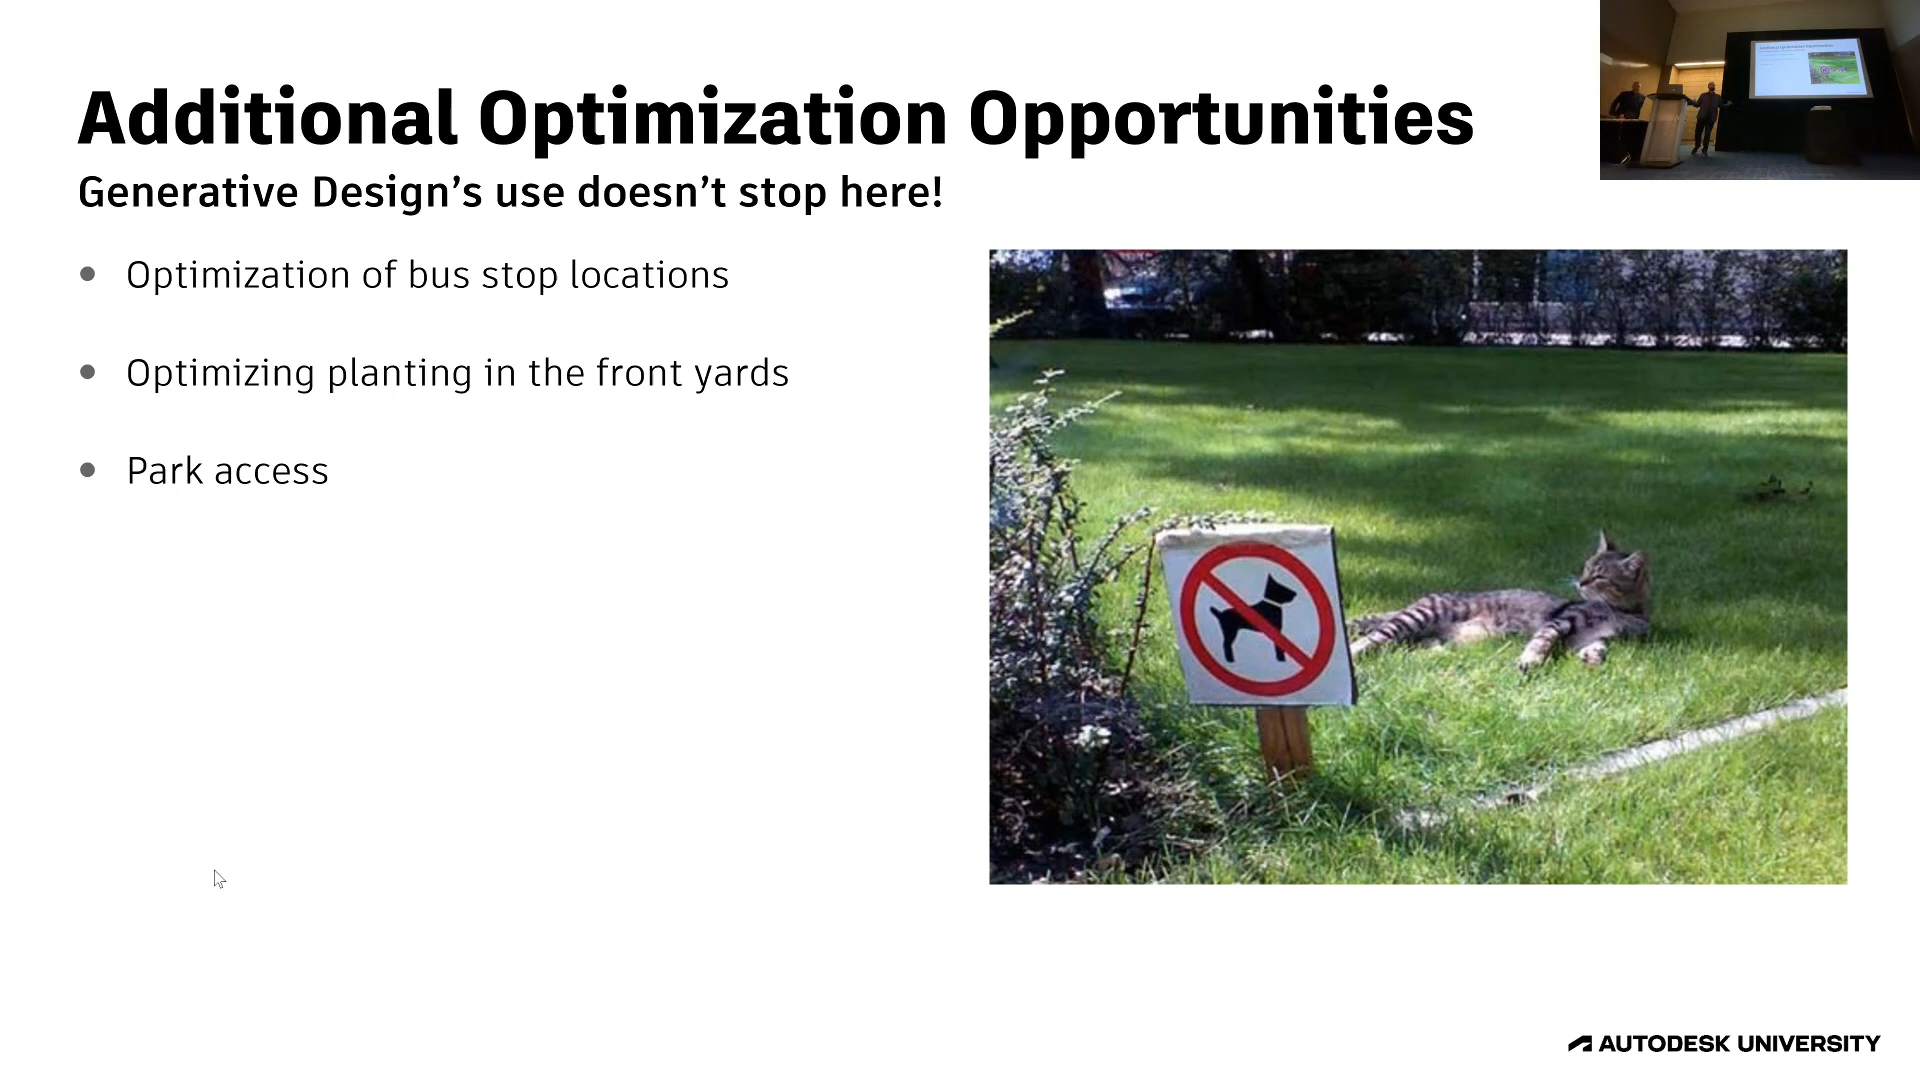 Additional Optimization Opportunities
Generative Design’s use doesn’t stop here!
Optimization of bus stop locations
Optimizing planting in the front yards
Park access
AUTODESK UNIVERSITY